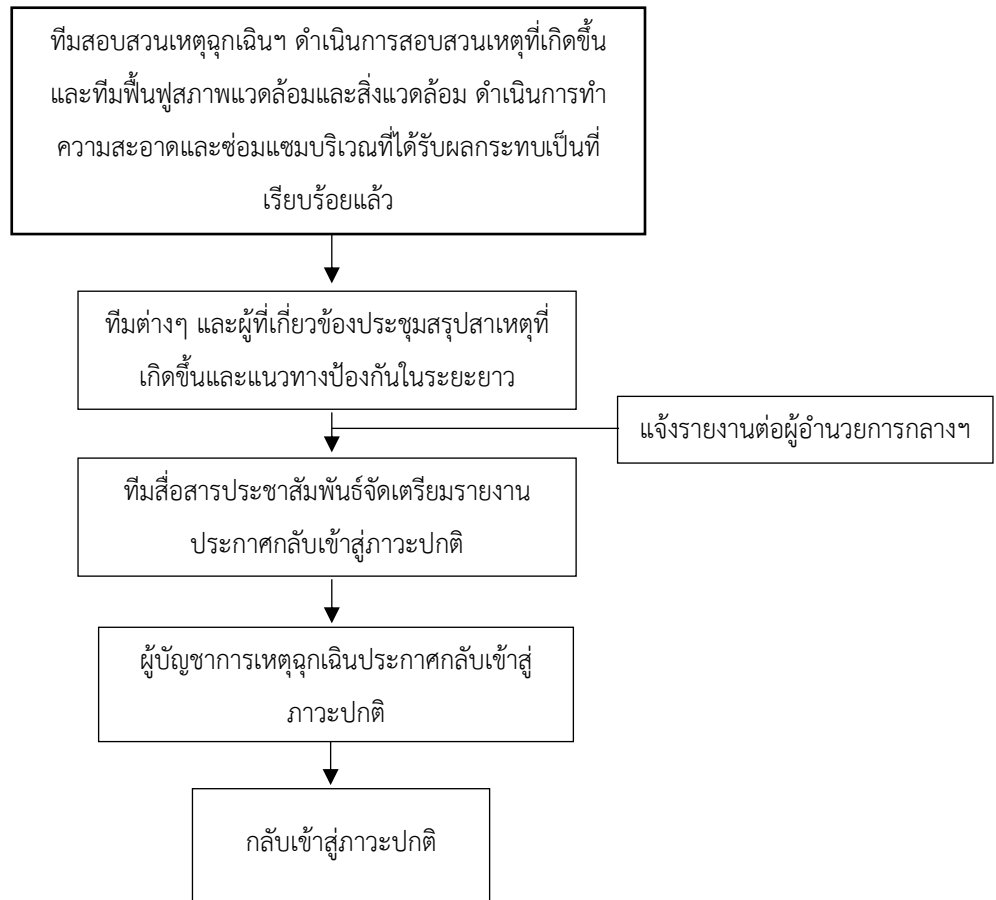 ทีมสอบสวนเหตุฉุกเฉินฯ ดำเนินการสอบสวนเหตุที่เกิดขึ้น
และทีมฟื้นฟูสภาพแวดล้อมและสิ่งแวดล้อม ดำเนินการทำ
ความสะอาดและซ่อมแซมบริเวณที่ได้รับผลกระทบเป็นที่
เรียบร้อยแล้ว
ทีมต่างๆ และผู้ที่เกี่ยวข้องประชุมสรุปสาเหตุที่
เกิดขึ้นและแนวทางป้องกันในระยะยาว
แจ้งรายงานต่อผู้อำนวยการกลางฯ
ทีมสื่อสารประชาสัมพันธ์จัดเตรียมรายงาน
ประกาศกลับเข้าสู่ภาวะปกติ
ผู้บัญชาการเหตุฉุกเฉินประกาศกลับเข้าสู่
ภาวะปกติ
กลับเข้าสู่ภาวะปกติ